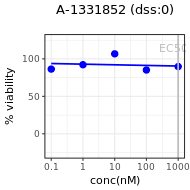 A-1331852 (dss:0)
EC50
% viability
100
50
0
0.1 1 10 100 1000
conc(nM)